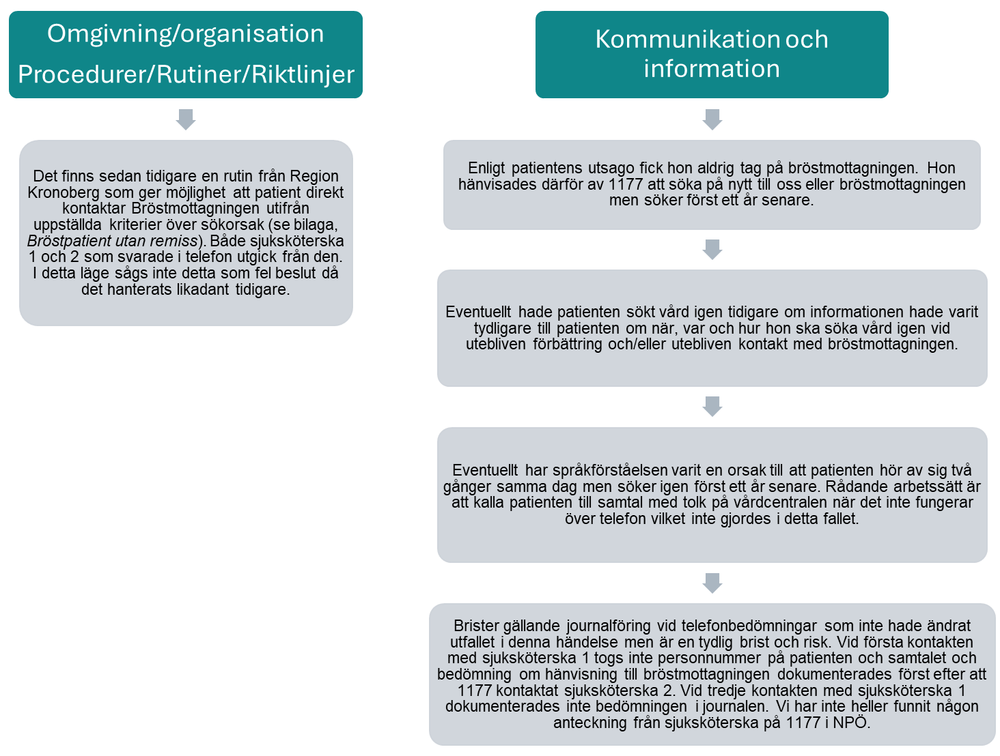 Omgivning/organisation
Procedurer/Rutiner/Riktlinjer
Det finns sedan tidigare en rutin från Region
Kronoberg som ger möjlighet att patient direkt
kontaktar Bröstmottagningen utifrån
uppställda kriterier över sökorsak (se bilaga,
Bröstpatient utan remiss). Både sjuksköterska
1 och 2 som svarade i telefon utgick från den.
I detta läge sågs inte detta som fel beslut då
det hanterats likadant tidigare.
Kommunikation och
information
Enligt patientens utsago fick hon aldrig tag på bröstmottagningen. Hon
hänvisades därför av 1177 att söka på nytt till oss eller bröstmottagningen
men söker först ett år senare.
Eventuellt hade patienten sökt vård igen tidigare om informationen hade varit
tydligare till patienten om när, var och hur hon ska söka vård igen vid
utebliven förbättring och/eller utebliven kontakt med bröstmottagningen.
Eventuellt har språkförståelsen varit en orsak till att patienten hör av sig två
gånger samma dag men söker igen först ett år senare. Rådande arbetssätt är
att kalla patienten till samtal med tolk på vårdcentralen när det inte fungerar
över telefon vilket inte gjordes i detta fallet.
Brister gällande journalföring vid telefonbedömningar som inte hade ändrat
utfallet i denna händelse men är en tydlig brist och risk. Vid första kontakten
med sjuksköterska 1 togs inte personnummer på patienten och samtalet och
bedömning om hänvisning till bröstmottagningen dokumenterades först efter att
1177 kontaktat sjuksköterska 2. Vid tredje kontakten med sjuksköterska 1
dokumenterades inte bedömningen i journalen. Vi har inte heller funnit någon
anteckning från sjuksköterska på 1177 i NPÖ.